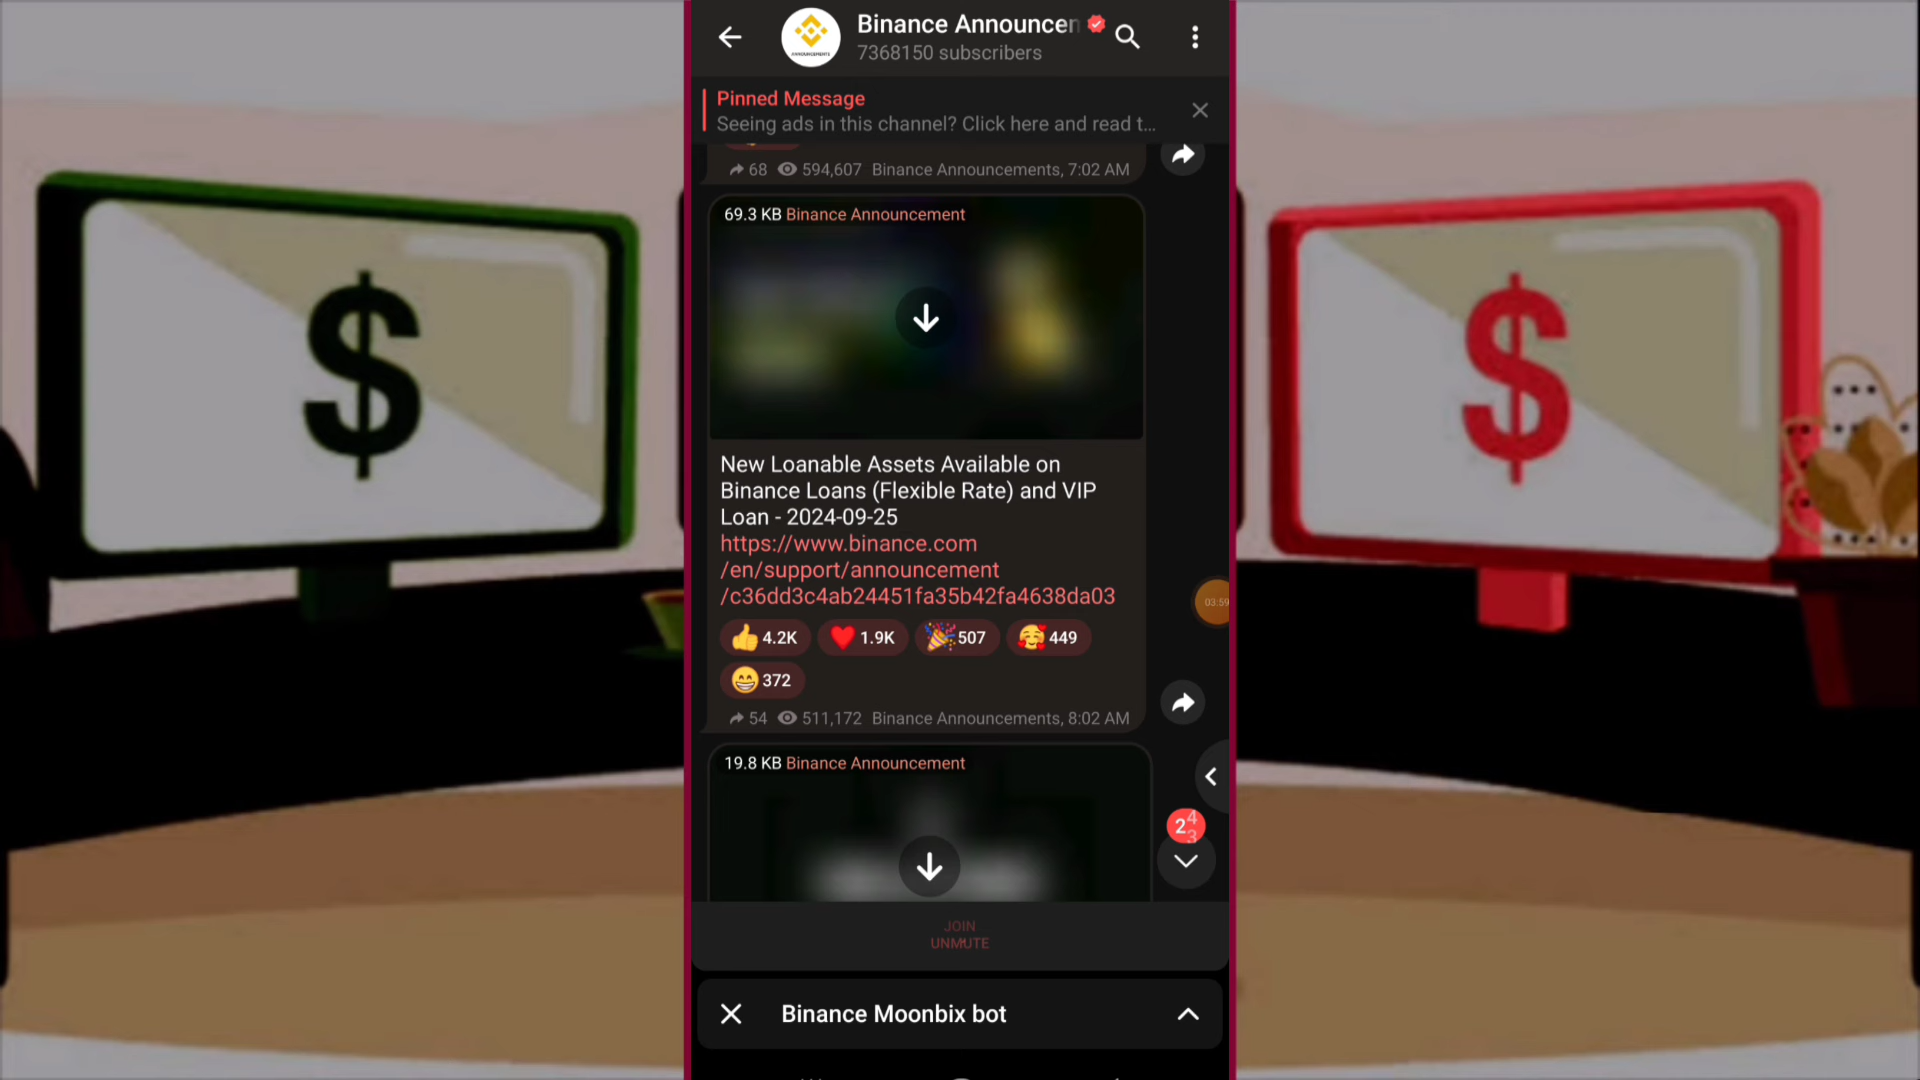 Binance Announcen
7368150 subscribers
Pinned Message
Seeing ads in this channel? Click here and read t...
68 594,607 Binance Announcements, 7:02 AM
69.3 KB Binance Announcement
New Loanable Assets Available on
Binance Loans (Flexible Rate) and VIP
Loan - 2024-09-25
https://www.binance.com
/en/support/announcement
/c36dd3c4ab24451fa35b42fa4638da03
4.2K 1.9K 507 449
372
54 511,172 Binance Announcements, 8:02 AM
03:59
19.8 KB Binance Announcement
JOIN
UNMUTE
Binance Moonbix bot
$
$